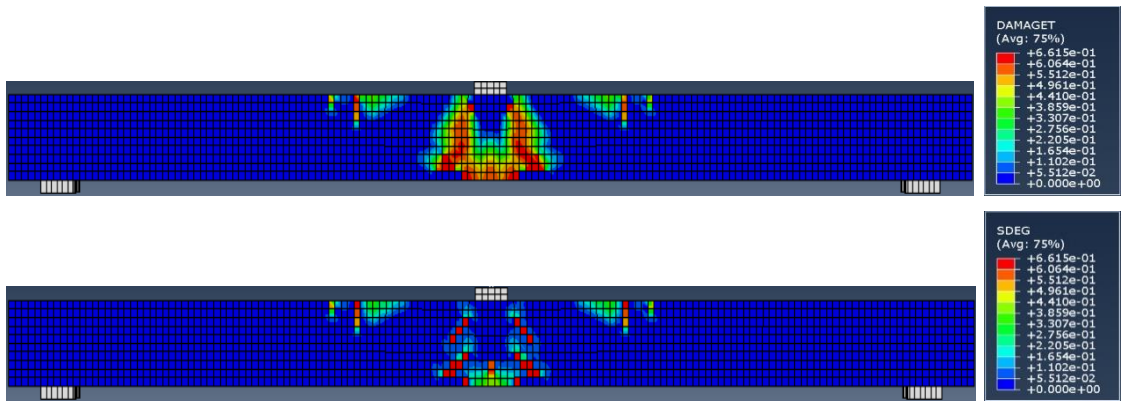 DAMAGET
(Avg: 75%)
+6.615e-01
+6.064e-01
+5.512e-01
+4.961e-01
+4.410e-01
+3.859e-01
+3.307e-01
+2.756e-01
+2.205e-01
+1.654e-01
+1.102e-01
+5.512e-02
+0.000e+00
SDEG
(Avg: 75%)
+6.615e-01
+6.064e-01
+5.512e-01
+4.961e-01
+4.410e-01
+3.859e-01
+3.307e-01
+2.756e-01
+2.205e-01
+1.654e-01
+1.102e-01
+5.512e-02
+0.000e+00